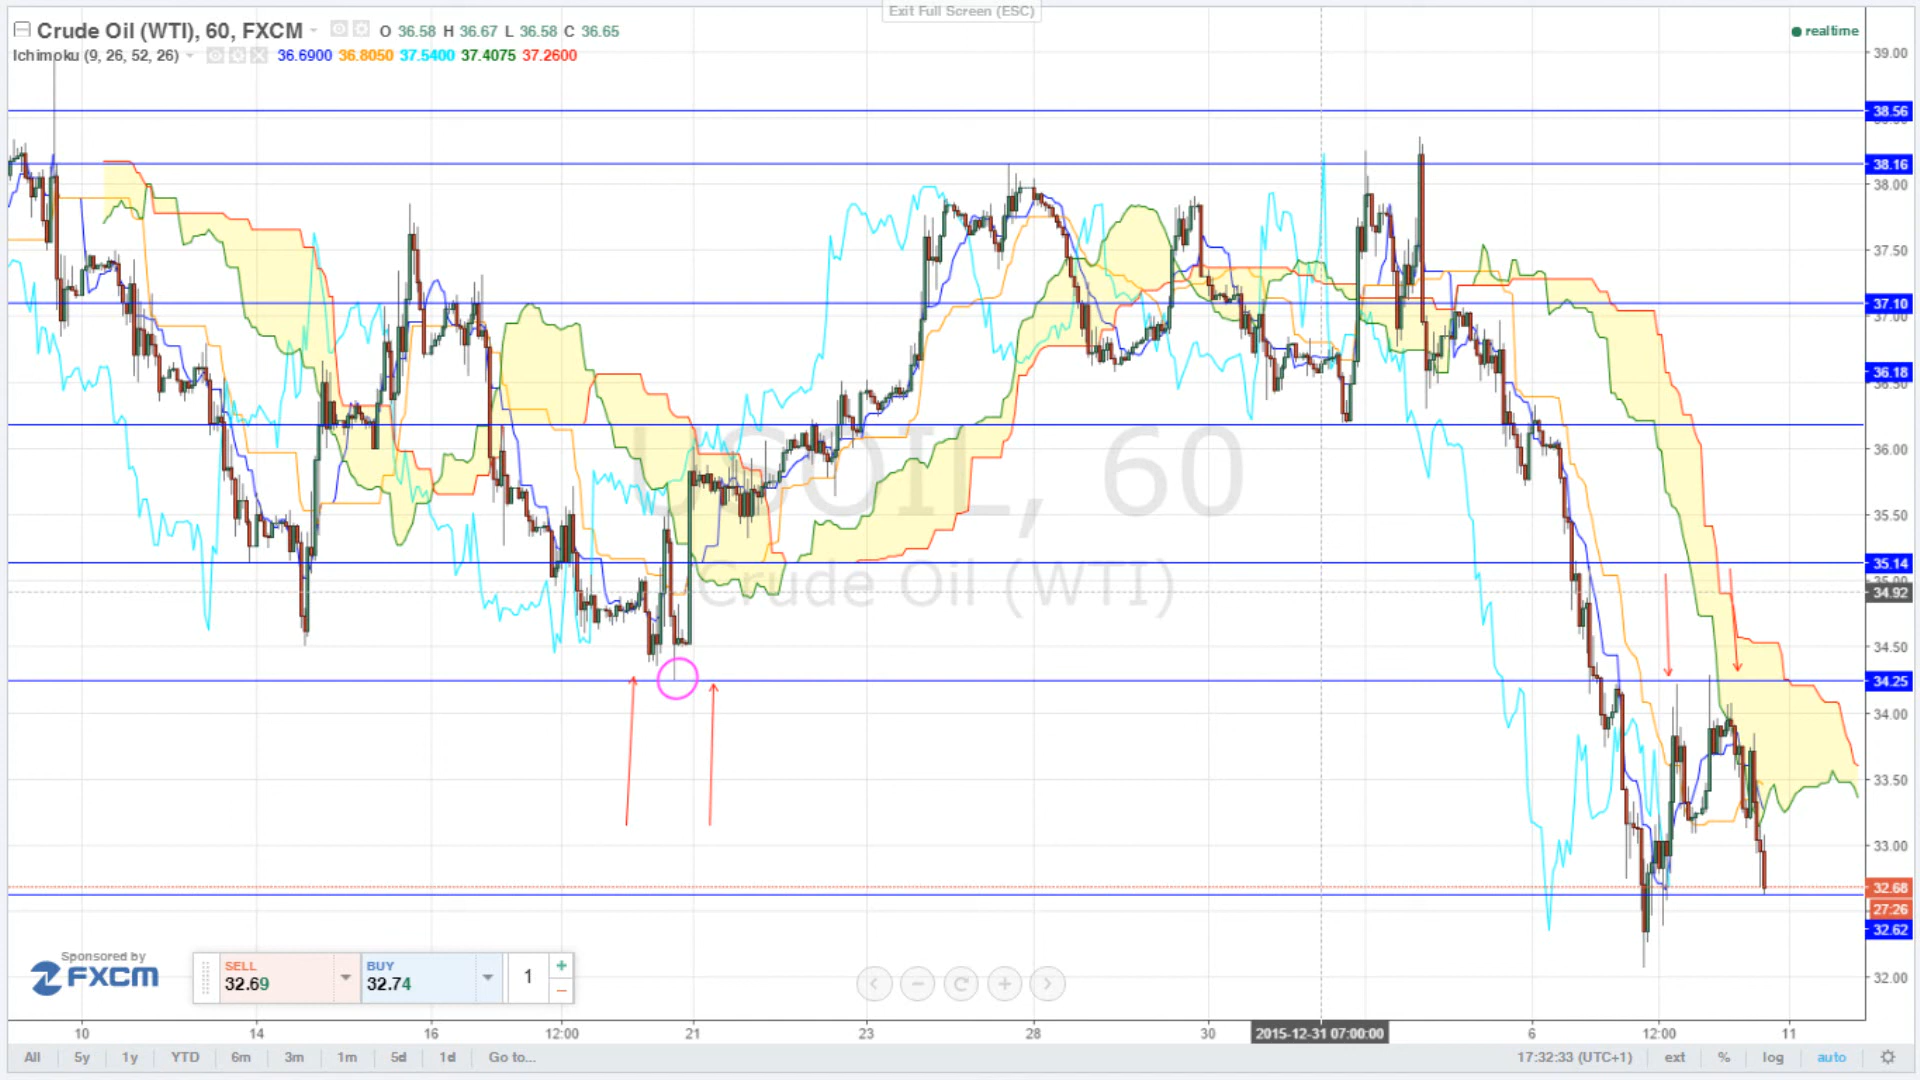 Exit Full Screen (ESC)
Crude Oil (WTI), 60, FXCM O 36.58 H 36.67 L 36.58 C 36.65
realtime
Ichimoku (9, 26, 52, 26) 36.6900 36.8050 37.5400 37.4075 37.2600
39.00
38.56
38.16
38.00
37.50
37.10
37.00
36.18
36.50
36.00
35.50
35.14
35.00
34.92
34.50
34.25
34.00
33.50
33.00
32.68
27:26
32.62
32.00
USOIL, 60
Crude Oil (WTI)
Sponsored by
FXCM
SELL
32.69
BUY
32.74
1
10 14 16 12:00 21 23 28 30 2015-12-31 07:00:00 6 12:00 11
All 5y 1y YTD 6m 3m 1m 5d 1d Go to... 17:32:33 (UTC+1) ext % log auto